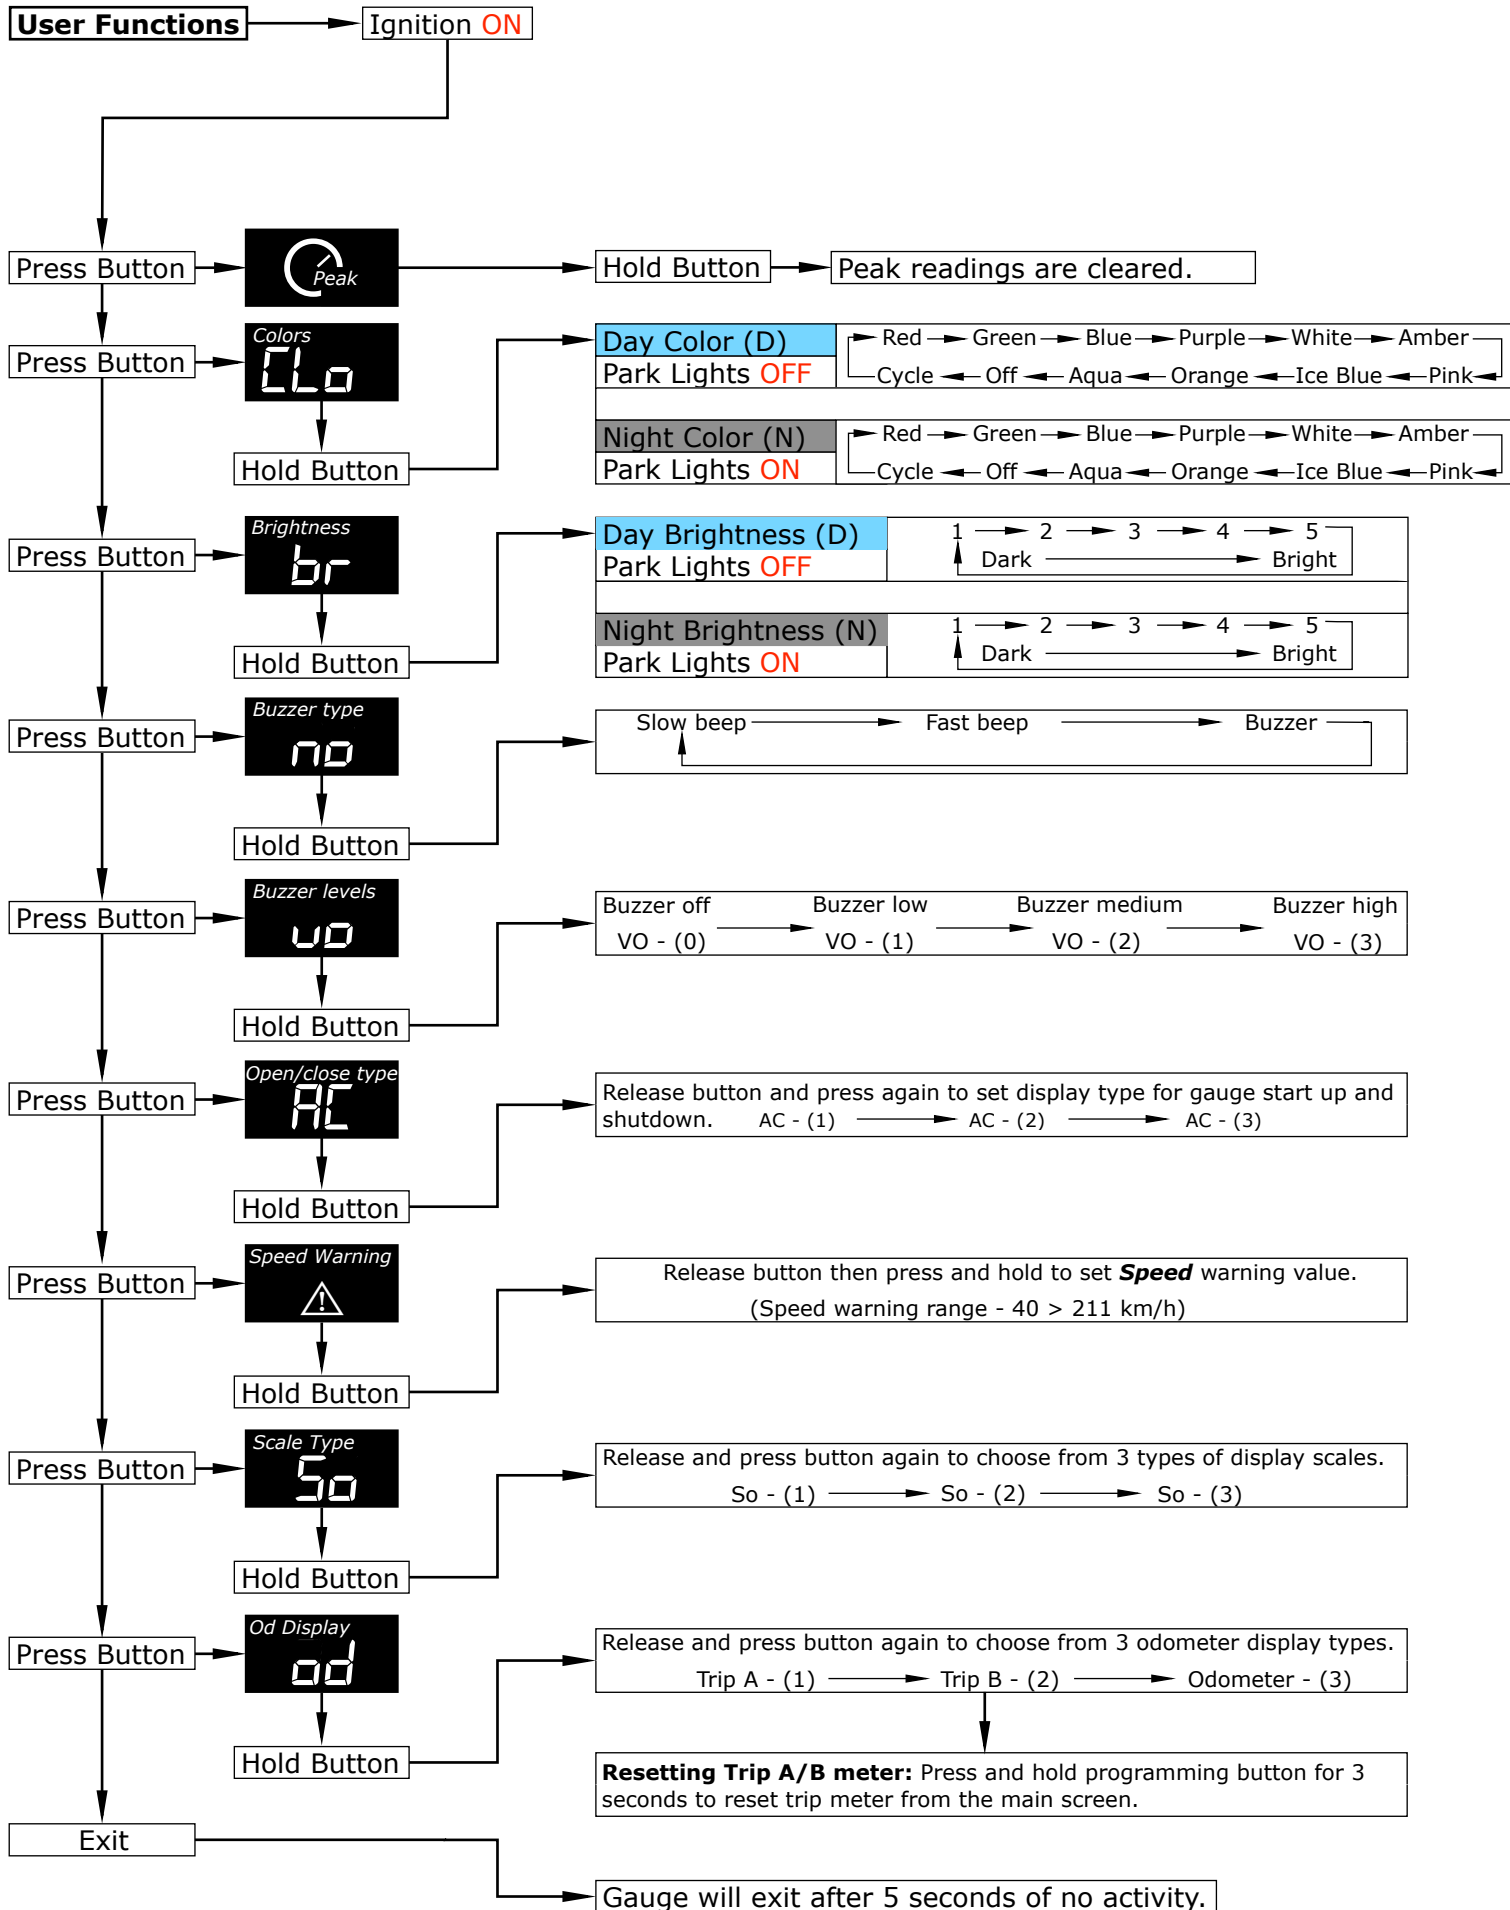 User Functions
Ignition ON
Press Button
Peak
Hold Button
Peak readings are cleared.
Press Button
Colors
CLo
Hold Button
Day Color (D)
Park Lights OFF
Red Green Blue Purple White Amber
Cycle Off Aqua Orange Ice Blue Pink
Night Color (N)
Park Lights ON
Red Green Blue Purple White Amber
Cycle Off Aqua Orange Ice Blue Pink
Press Button
Brightness
br
Hold Button
Day Brightness (D)
Park Lights OFF
1 2 3 4 5
Dark Bright
Night Brightness (N)
Park Lights ON
1 2 3 4 5
Dark Bright
Press Button
Buzzer type
no
Hold Button
Slow beep Fast beep Buzzer
Press Button
Buzzer levels
vo
Hold Button
Buzzer off Buzzer low Buzzer medium Buzzer high
VO - (0) VO - (1) VO - (2) VO - (3)
Press Button
Open/close type
AC
Hold Button
Release button and press again to set display type for gauge start up and
shutdown. AC - (1) AC - (2) AC - (3)
Press Button
Speed Warning
Hold Button
Release button then press and hold to set Speed warning value.
(Speed warning range - 40 > 211 km/h)
Press Button
Scale Type
So
Hold Button
Release and press button again to choose from 3 types of display scales.
So - (1) So - (2) So - (3)
Press Button
Od Display
od
Hold Button
Release and press button again to choose from 3 odometer display types.
Trip A - (1) Trip B - (2) Odometer - (3)
Resetting Trip A/B meter: Press and hold programming button for 3
seconds to reset trip meter from the main screen.
Exit
Gauge will exit after 5 seconds of no activity.